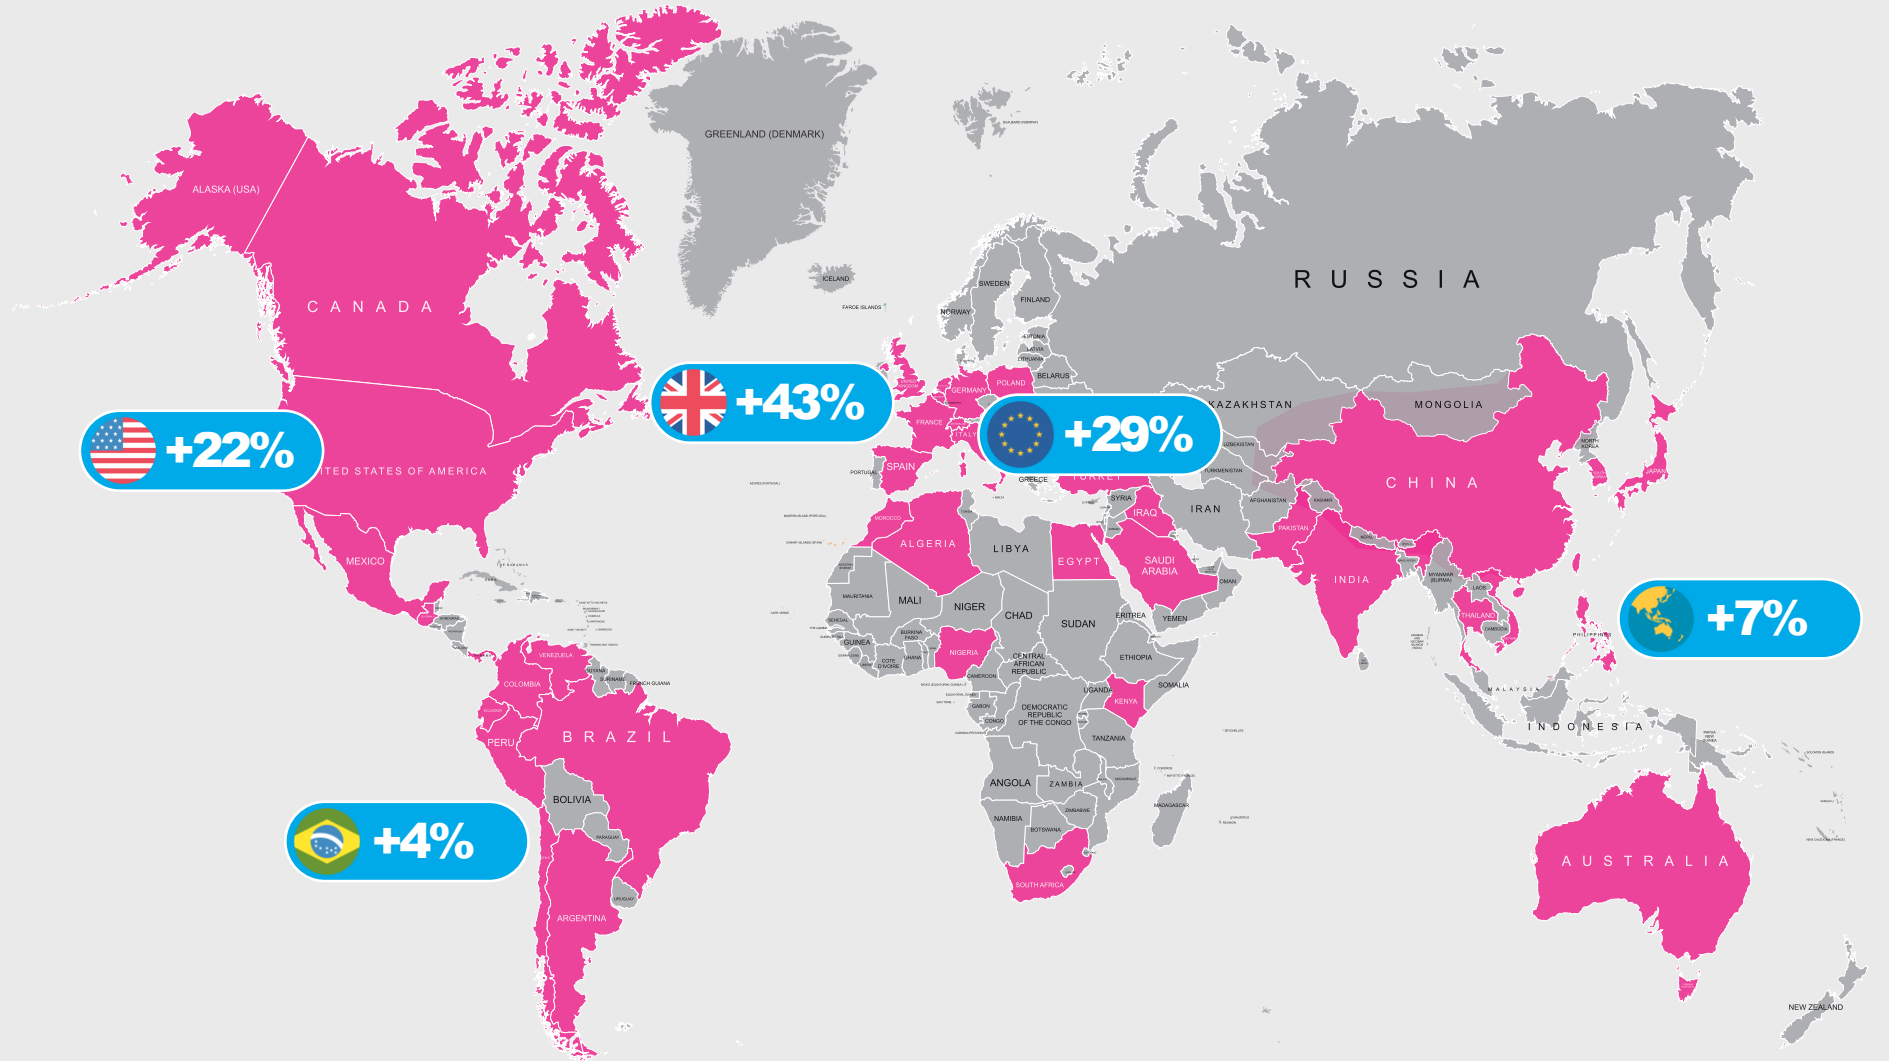 GREENLAND (DENMARK)
ALASKA (USA)
RUSSIA
ICELAND
SWEDEN
FINLAND
CANADA
FAROE ISLANDS
NORWAY
ESTONIA
LATVIA
LITHUANIA
BELARUS
UNITED
KINGDOM
POLAND
GERMANY
+43%
KAZAKHSTAN
MONGOLIA
FRANCE
ITALY
+29%
+22%
TED STATES OF AMERICA
UZBEKISTAN
NORTH
KOREA
PORTUGAL
SPAIN
TURKMENISTAN
JAPAN
GREECE
TURKEY
CHINA
SYRIA
AFGHANISTAN
KASHMIR
IRAQ
IRAN
MOROCCO
PAKISTAN
ALGERIA
LIBYA
EGYPT
SAUDI
ARABIA
NEPAL
MEXICO
INDIA
MYANMAR
(BURMA)
OMAN
LAOS
MAURITANIA
MALI
NIGER
CHAD
SUDAN
ERITREA
YEMEN
THAILAND
+7%
SENEGAL
CAMBODIA
PHILIPPINES
GUINEA
BURKINA
FASO
COTE
D'IVOIRE
GHANA
NIGERIA
CENTRAL
AFRICAN
REPUBLIC
ETHIOPIA
VENEZUELA
GUYANA
SURINAME
FRENCH GUIANA
COLOMBIA
CAMEROON
UGANDA
KENYA
SOMALIA
MALAYSIA
ECUADOR
GABON
CONGO
DEMOCRATIC
REPUBLIC
OF THE CONGO
INDONESIA
PAPUA
NEW
GUINEA
PERU
BRAZIL
TANZANIA
ANGOLA
ZAMBIA
BOLIVIA
MADAGASCAR
ZIMBABWE
NAMIBIA
BOTSWANA
PARAGUAY
+4%
AUSTRALIA
SOUTH AFRICA
URUGUAY
ARGENTINA
NEW ZEALAND